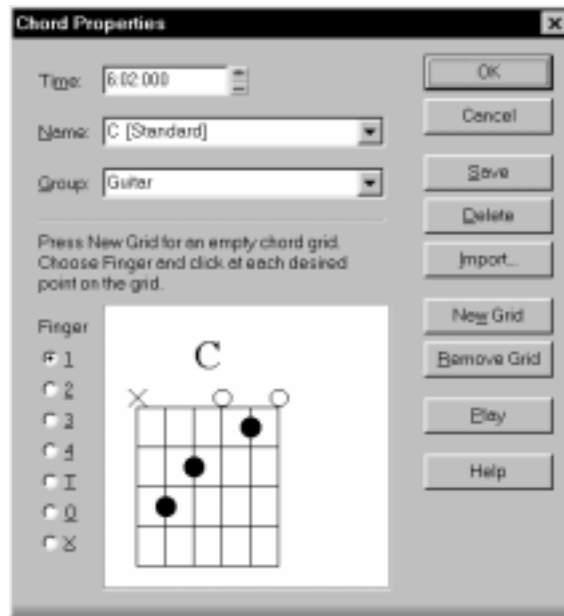 Chord Properties
Time: 6:02:000
OK
Cancel
Name: C [Standard]
Group: Guitar
Save
Delete
Import...
Press New Grid for an empty chord grid.
Choose Finger and click at each desired
point on the grid.
New Grid
Remove Grid
Play
Help
Finger
1
2
3
4
T
O
X
C
X O O